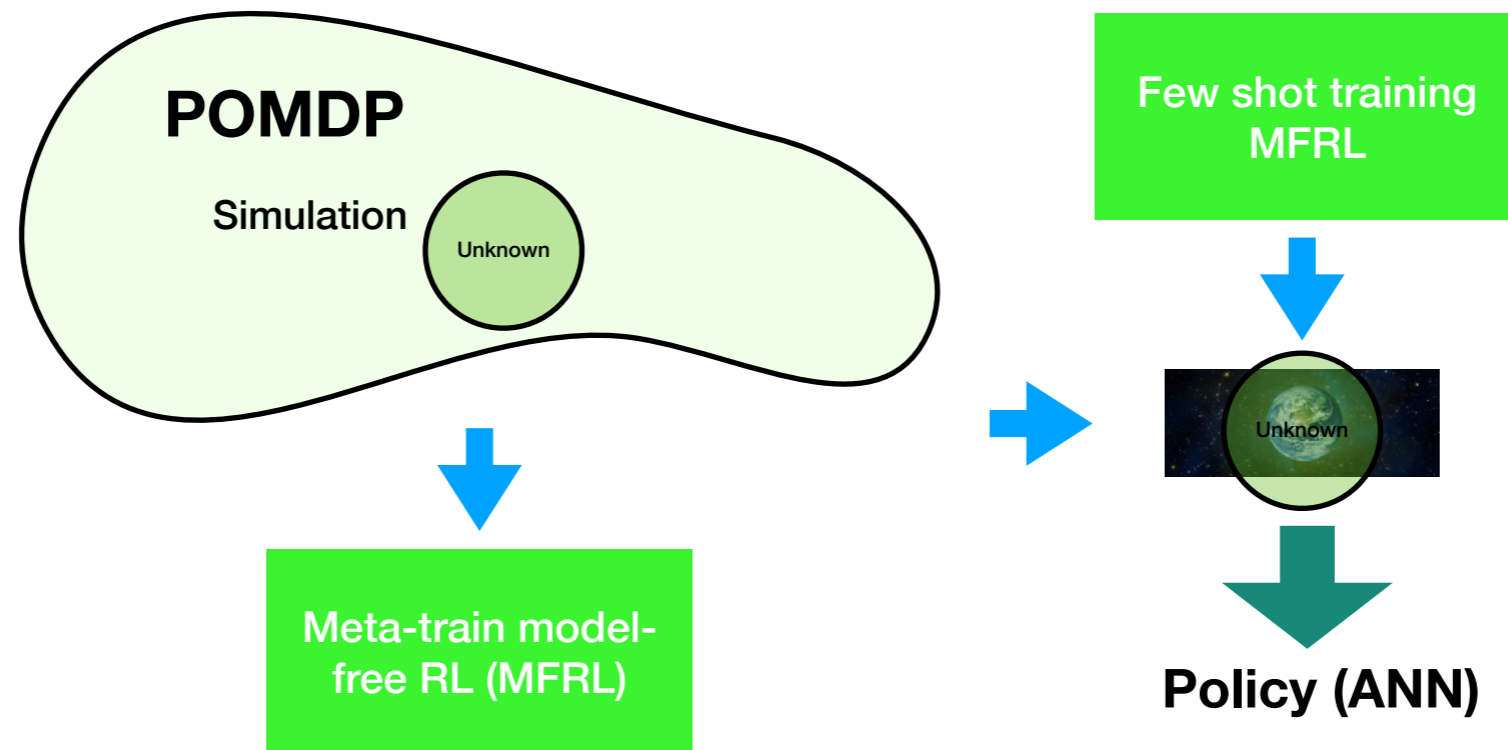 POMDP
Simulation
Unknown
Meta-train model-
free RL (MFRL)
Few shot training
MFRL
Unknown
Policy (ANN)